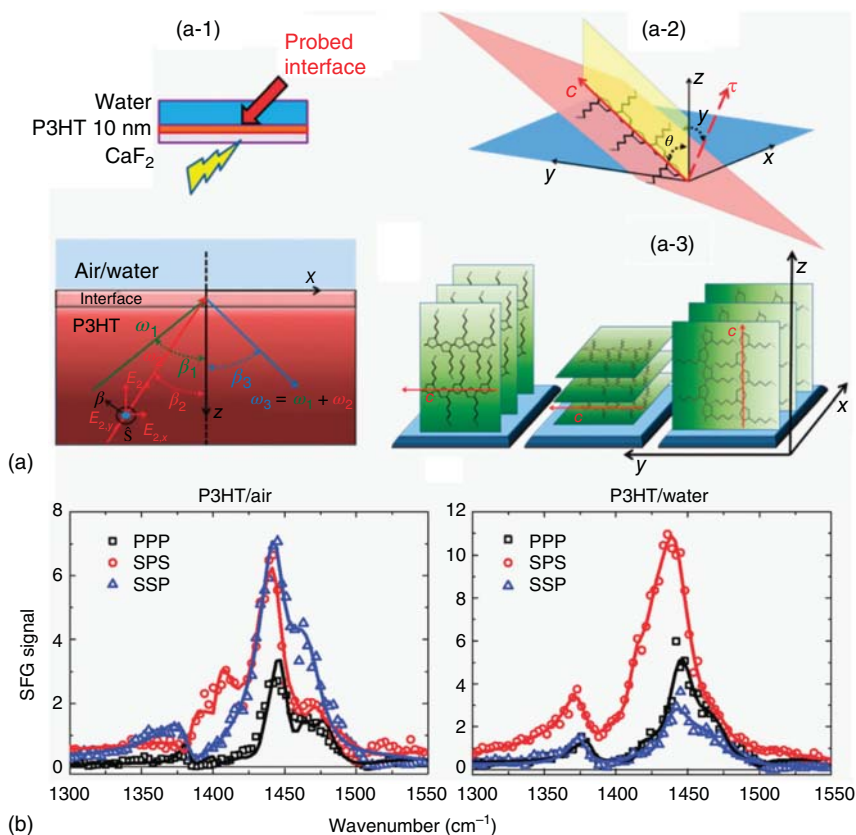 (a-1)
Probed
interface
Water
P3HT 10 nm
CaF₂
(a-2)
z
τ
c
y
θ
y
x
Air/water
x
Interface
P3HT
ω₁
β₁
β₂
β₃
ω₃ = ω₁ + ω₂
β
ŝ
E₂,y
E₂,x
z
(a-3)
z
c
c
c
x
y
(a)
P3HT/air
P3HT/water
8
6
4
2
0
SFG signal
PPP
SPS
SSP
12
10
8
6
4
2
0
PPP
SPS
SSP
1300 1350 1400 1450 1500 1550
1300 1350 1400 1450 1500 1550
(b)
Wavenumber (cm⁻¹)